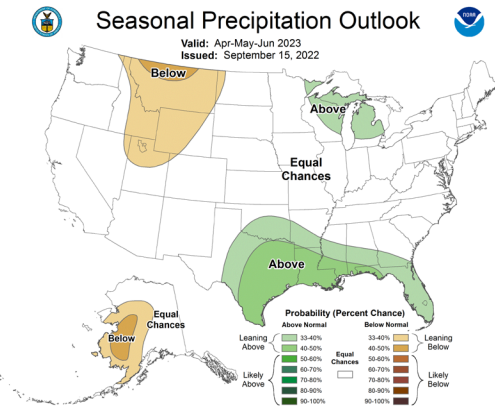 Seasonal Precipitation Outlook
Valid: Apr-May-Jun 2023
Issued: September 15, 2022
NOAA
Below
Above
Equal
Chances
Above
Equal
Chances
Below
Probability (Percent Chance)
Above Normal
Below Normal
Leaning
Above
33-40%
40-50%
Likely
Above
50-60%
60-70%
70-80%
80-90%
90-100%
Equal
Chances
33-40%
40-50%
Leaning
Below
50-60%
60-70%
70-80%
80-90%
90-100%
Likely
Below